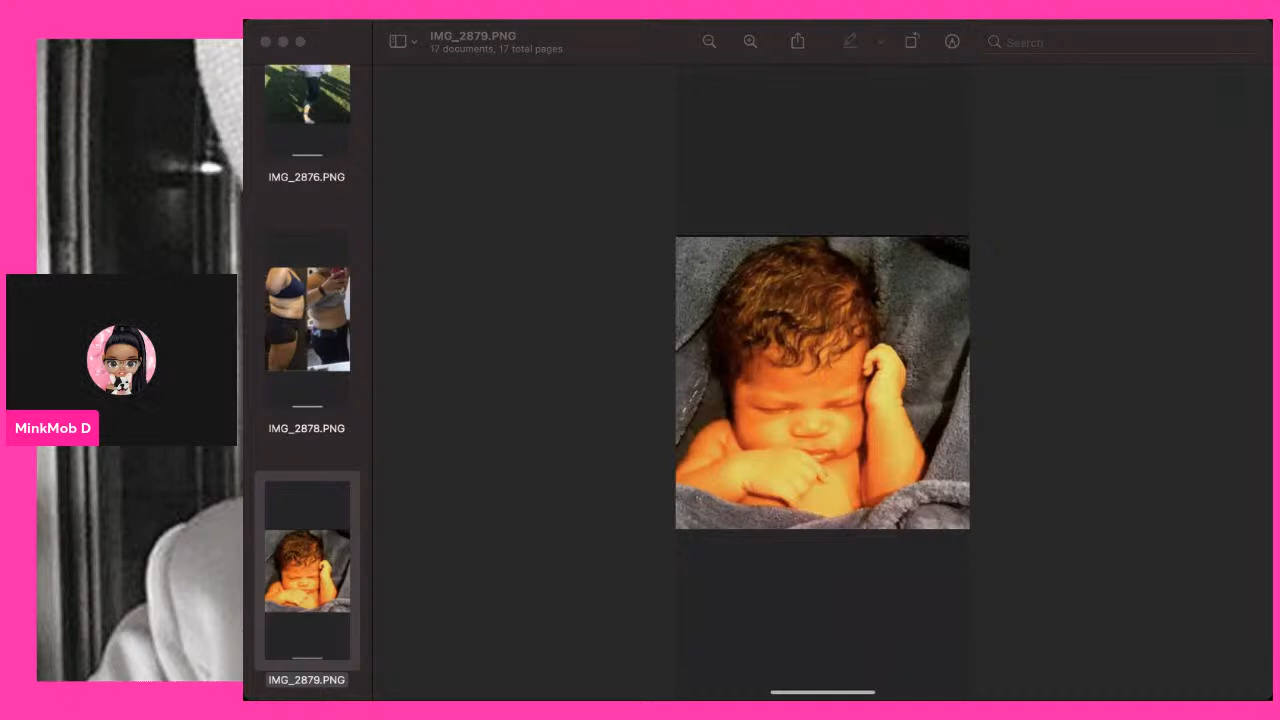 IMG_2879.PNG
17 documents, 17 total pages
Search
IMG_2876.PNG
IMG_2878.PNG
IMG_2879.PNG
MinkMob D